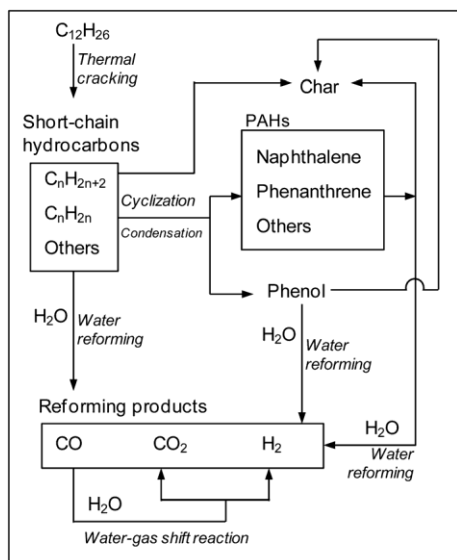 C₁₂H₂₆
Thermal
cracking
Char
Short-chain
hydrocarbons
PAHs
CₙH₂ₙ₊₂
CₙH₂ₙ
Others
Cyclization
Condensation
Naphthalene
Phenanthrene
Others
Phenol
H₂O
Water
reforming
H₂O
Water
reforming
Reforming products
CO CO₂ H₂
H₂O
Water
reforming
H₂O
Water-gas shift reaction